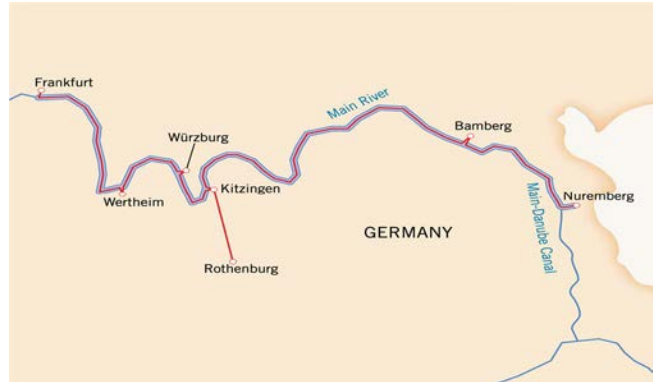 Frankfurt
Main River
Bamberg
Würzburg
Kitzingen
Wertheim
Nuremberg
Main-Danube Canal
GERMANY
Rothenburg